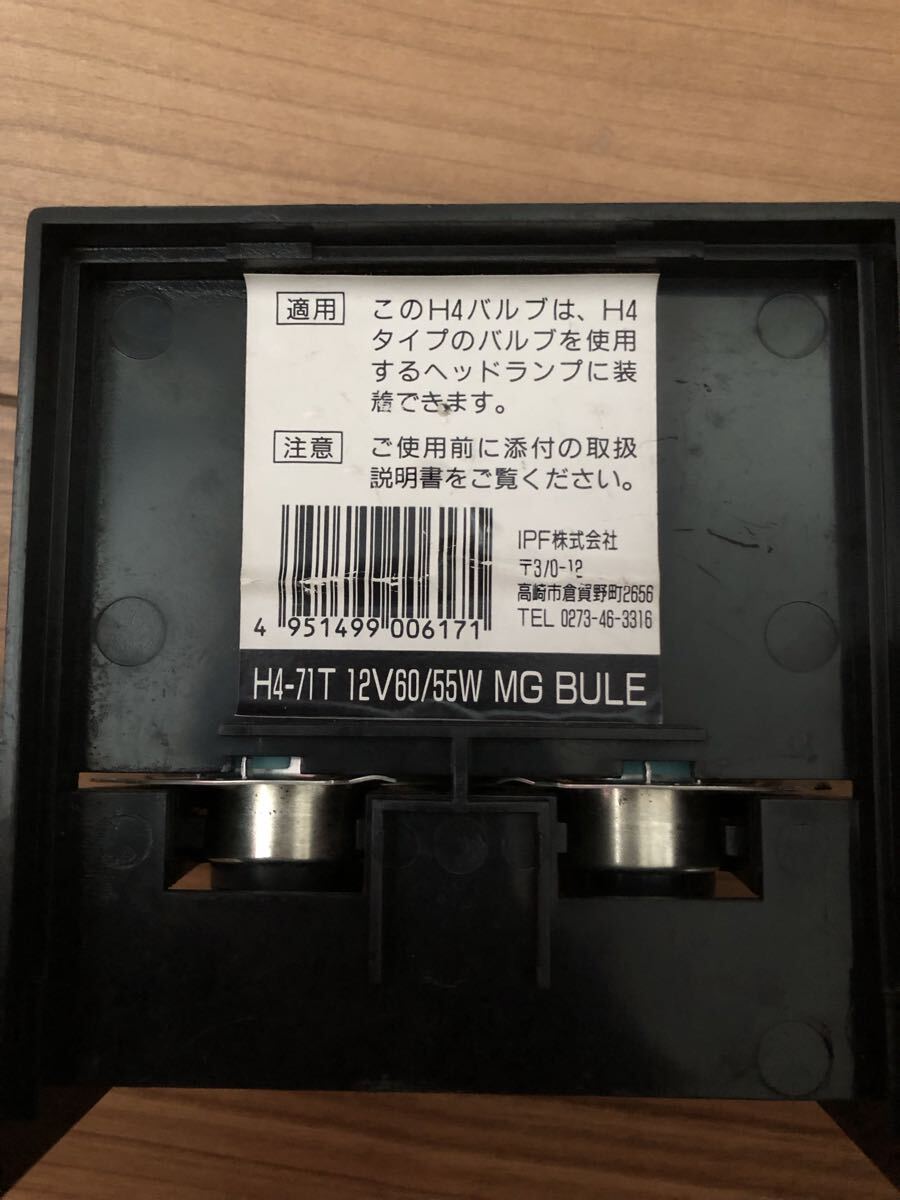 適用 このH4バルブは、H4
タイプのバルブを使用
するヘッドランプに装
着できます。
注意 ご使用前に添付の取扱
説明書をご覧ください。
IPF株式会社
〒370-12
高崎市倉賀野町2656
TEL 0273-46-3316
4 951499 006171
H4-71T 12V60/55W MG BULE